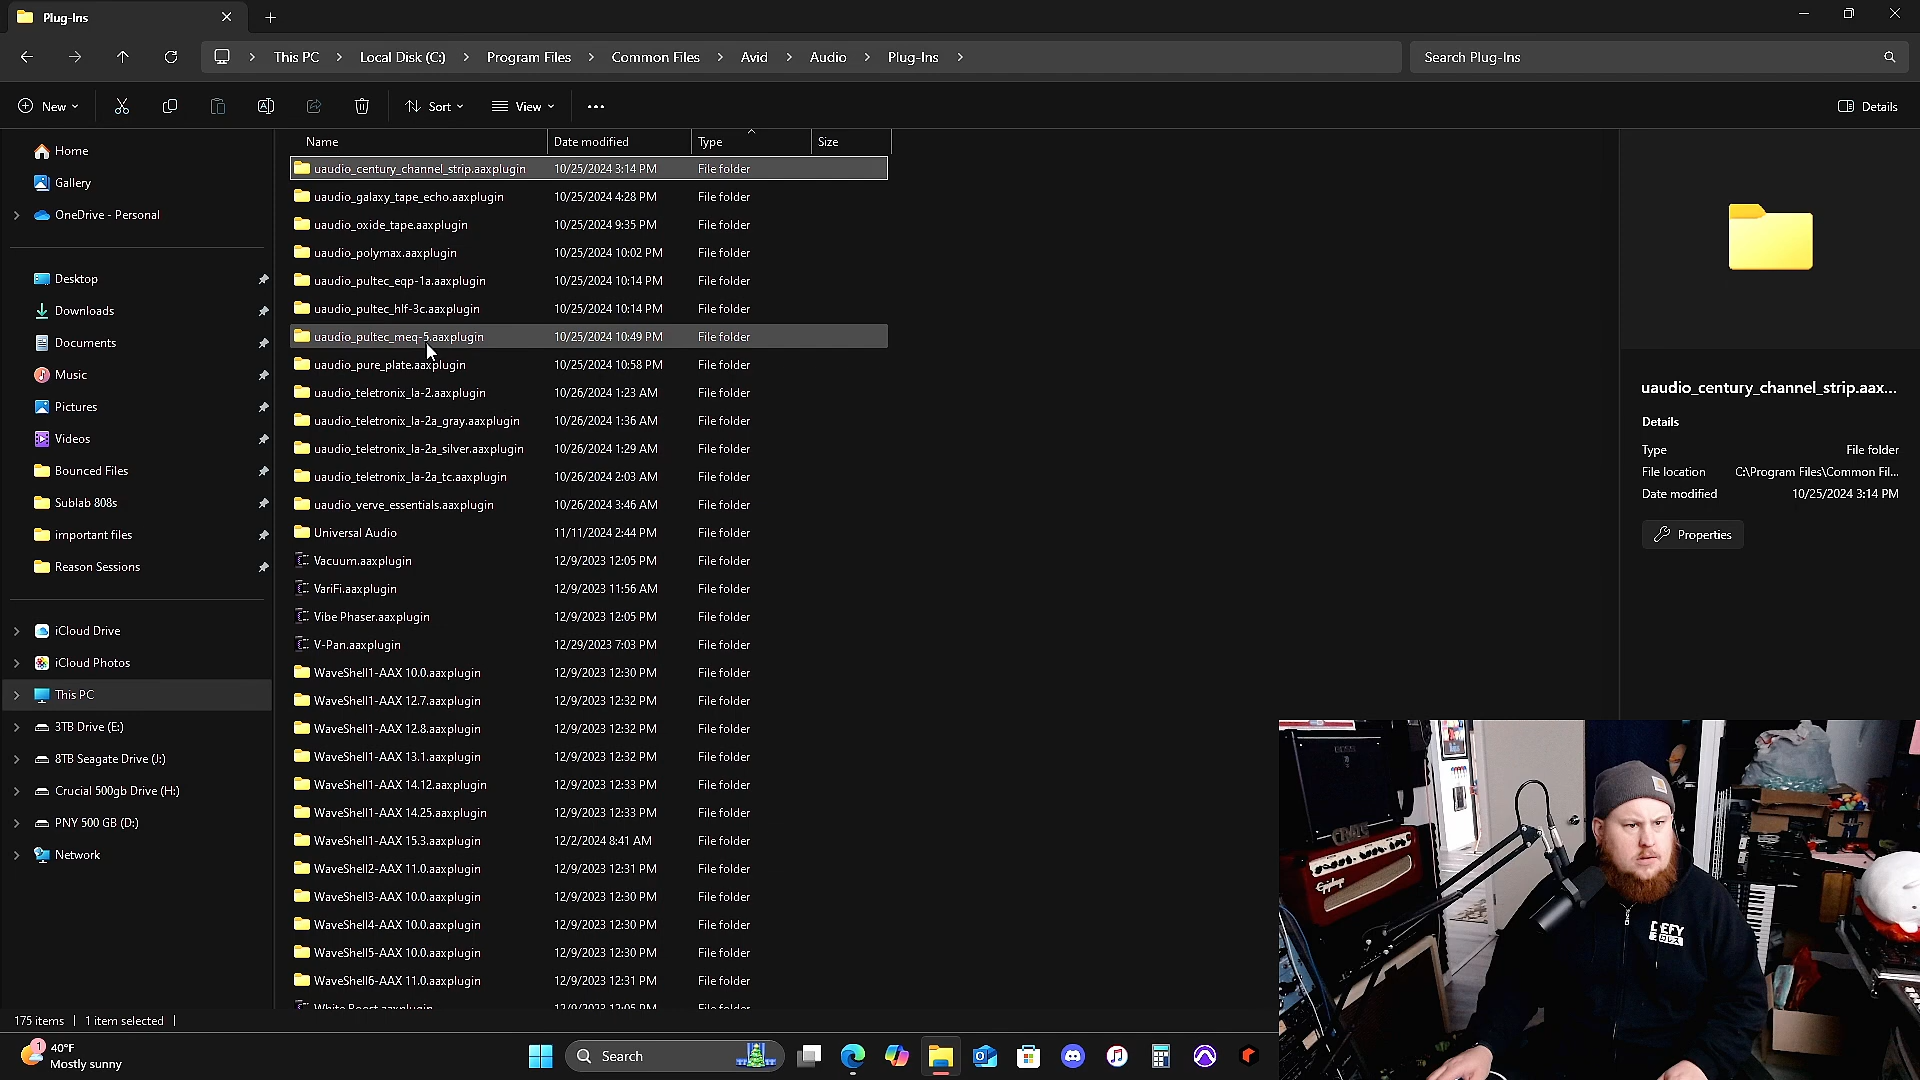 Plug-Ins
This PC > Local Disk (C:) > Program Files > Common Files > Avid > Audio > Plug-Ins >
Search Plug-Ins
New
Sort
View
Details
Home
Gallery
OneDrive - Personal
Desktop
Downloads
Documents
Music
Pictures
Videos
Bounced Files
Sublab 808s
important files
Reason Sessions
iCloud Drive
iCloud Photos
This PC
3TB Drive (E:)
8TB Seagate Drive (J:)
Crucial 500gb Drive (H:)
PNY 500 GB (D:)
Network
Name Date modified Type Size
uaudio_century_channel_strip.aaxplugin 10/25/2024 3:14 PM File folder
uaudio_galaxy_tape_echo.aaxplugin 10/25/2024 4:28 PM File folder
uaudio_oxide_tape.aaxplugin 10/25/2024 9:35 PM File folder
uaudio_polymax.aaxplugin 10/25/2024 10:02 PM File folder
uaudio_pultec_eqp-1a.aaxplugin 10/25/2024 10:14 PM File folder
uaudio_pultec_hlf-3c.aaxplugin 10/25/2024 10:14 PM File folder
uaudio_pultec_meq-5.aaxplugin 10/25/2024 10:49 PM File folder
uaudio_pure_plate.aaxplugin 10/25/2024 10:58 PM File folder
uaudio_teletronix_la-2.aaxplugin 10/26/2024 1:23 AM File folder
uaudio_teletronix_la-2a_gray.aaxplugin 10/26/2024 1:36 AM File folder
uaudio_teletronix_la-2a_silver.aaxplugin 10/26/2024 1:29 AM File folder
uaudio_teletronix_la-2a_tc.aaxplugin 10/26/2024 2:03 AM File folder
uaudio_verve_essentials.aaxplugin 10/26/2024 3:46 AM File folder
Universal Audio 11/11/2024 2:44 PM File folder
Vacuum.aaxplugin 12/9/2023 12:05 PM File folder
VariFi.aaxplugin 12/9/2023 11:56 AM File folder
Vibe Phaser.aaxplugin 12/9/2023 12:05 PM File folder
V-Pan.aaxplugin 12/29/2023 7:03 PM File folder
WaveShell1-AAX 10.0.aaxplugin 12/9/2023 12:30 PM File folder
WaveShell1-AAX 12.7.aaxplugin 12/9/2023 12:32 PM File folder
WaveShell1-AAX 12.8.aaxplugin 12/9/2023 12:32 PM File folder
WaveShell1-AAX 13.1.aaxplugin 12/9/2023 12:32 PM File folder
WaveShell1-AAX 14.12.aaxplugin 12/9/2023 12:33 PM File folder
WaveShell1-AAX 14.25.aaxplugin 12/9/2023 12:33 PM File folder
WaveShell1-AAX 15.3.aaxplugin 12/2/2024 8:41 AM File folder
WaveShell2-AAX 11.0.aaxplugin 12/9/2023 12:31 PM File folder
WaveShell3-AAX 10.0.aaxplugin 12/9/2023 12:30 PM File folder
WaveShell4-AAX 10.0.aaxplugin 12/9/2023 12:30 PM File folder
WaveShell5-AAX 10.0.aaxplugin 12/9/2023 12:30 PM File folder
WaveShell6-AAX 11.0.aaxplugin 12/9/2023 12:31 PM File folder
White Boost.aaxplugin 12/9/2023 12:05 PM File folder
uaudio_century_channel_strip.aax...
Details
Type File folder
File location C:\Program Files\Common Fil...
Date modified 10/25/2024 3:14 PM
Properties
175 items | 1 item selected |
1
40°F
Mostly sunny
Search
CRATE
Epiphone
DEFY